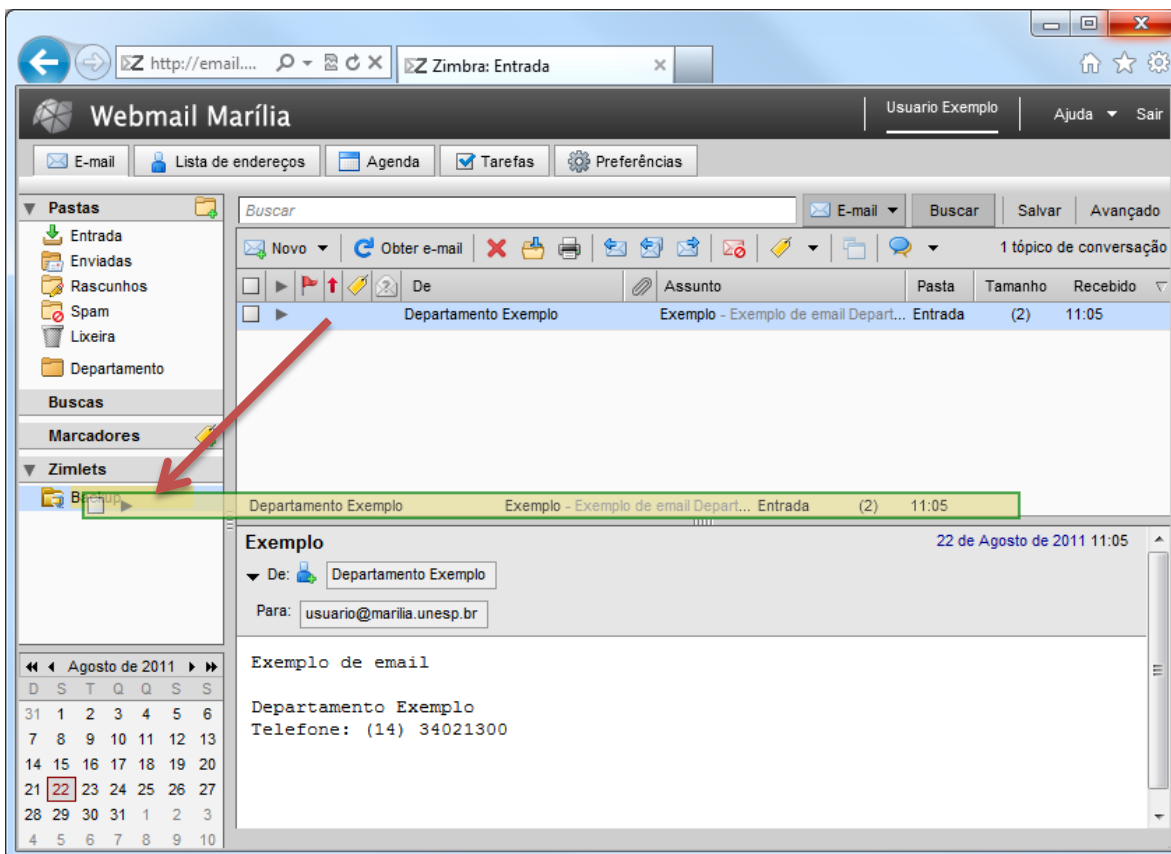 http://ema il.... Zimbra: Entrada
Webmail Marília Usuario Exemplo Ajuda Sair
E-mail Lista de endereços Agenda Tarefas Preferências
Pastas
Entrada
Enviadas
Rascunhos
Spam
Lixeira
Departamento
Buscas
Marcadores
Zimlets
Backup
Buscar E-mail Buscar Salvar Avançado
Novo Obter e-mail 1 tópico de conversação
De Assunto Pasta Tamanho Recebido
Departamento Exemplo Exemplo - Exemplo de email Depart... Entrada (2) 11:05
Departamento Exemplo Exemplo - Exemplo de email Depart... Entrada (2) 11:05
Exemplo 22 de Agosto de 2011 11:05
De: Departamento Exemplo
Para: usuario@marilia.unesp.br
Exemplo de email
Departamento Exemplo
Telefone: (14) 34021300
Agosto de 2011
D S T Q Q S S
31 1 2 3 4 5 6
7 8 9 10 11 12 13
14 15 16 17 18 19 20
21 22 23 24 25 26 27
28 29 30 31 1 2 3
4 5 6 7 8 9 10